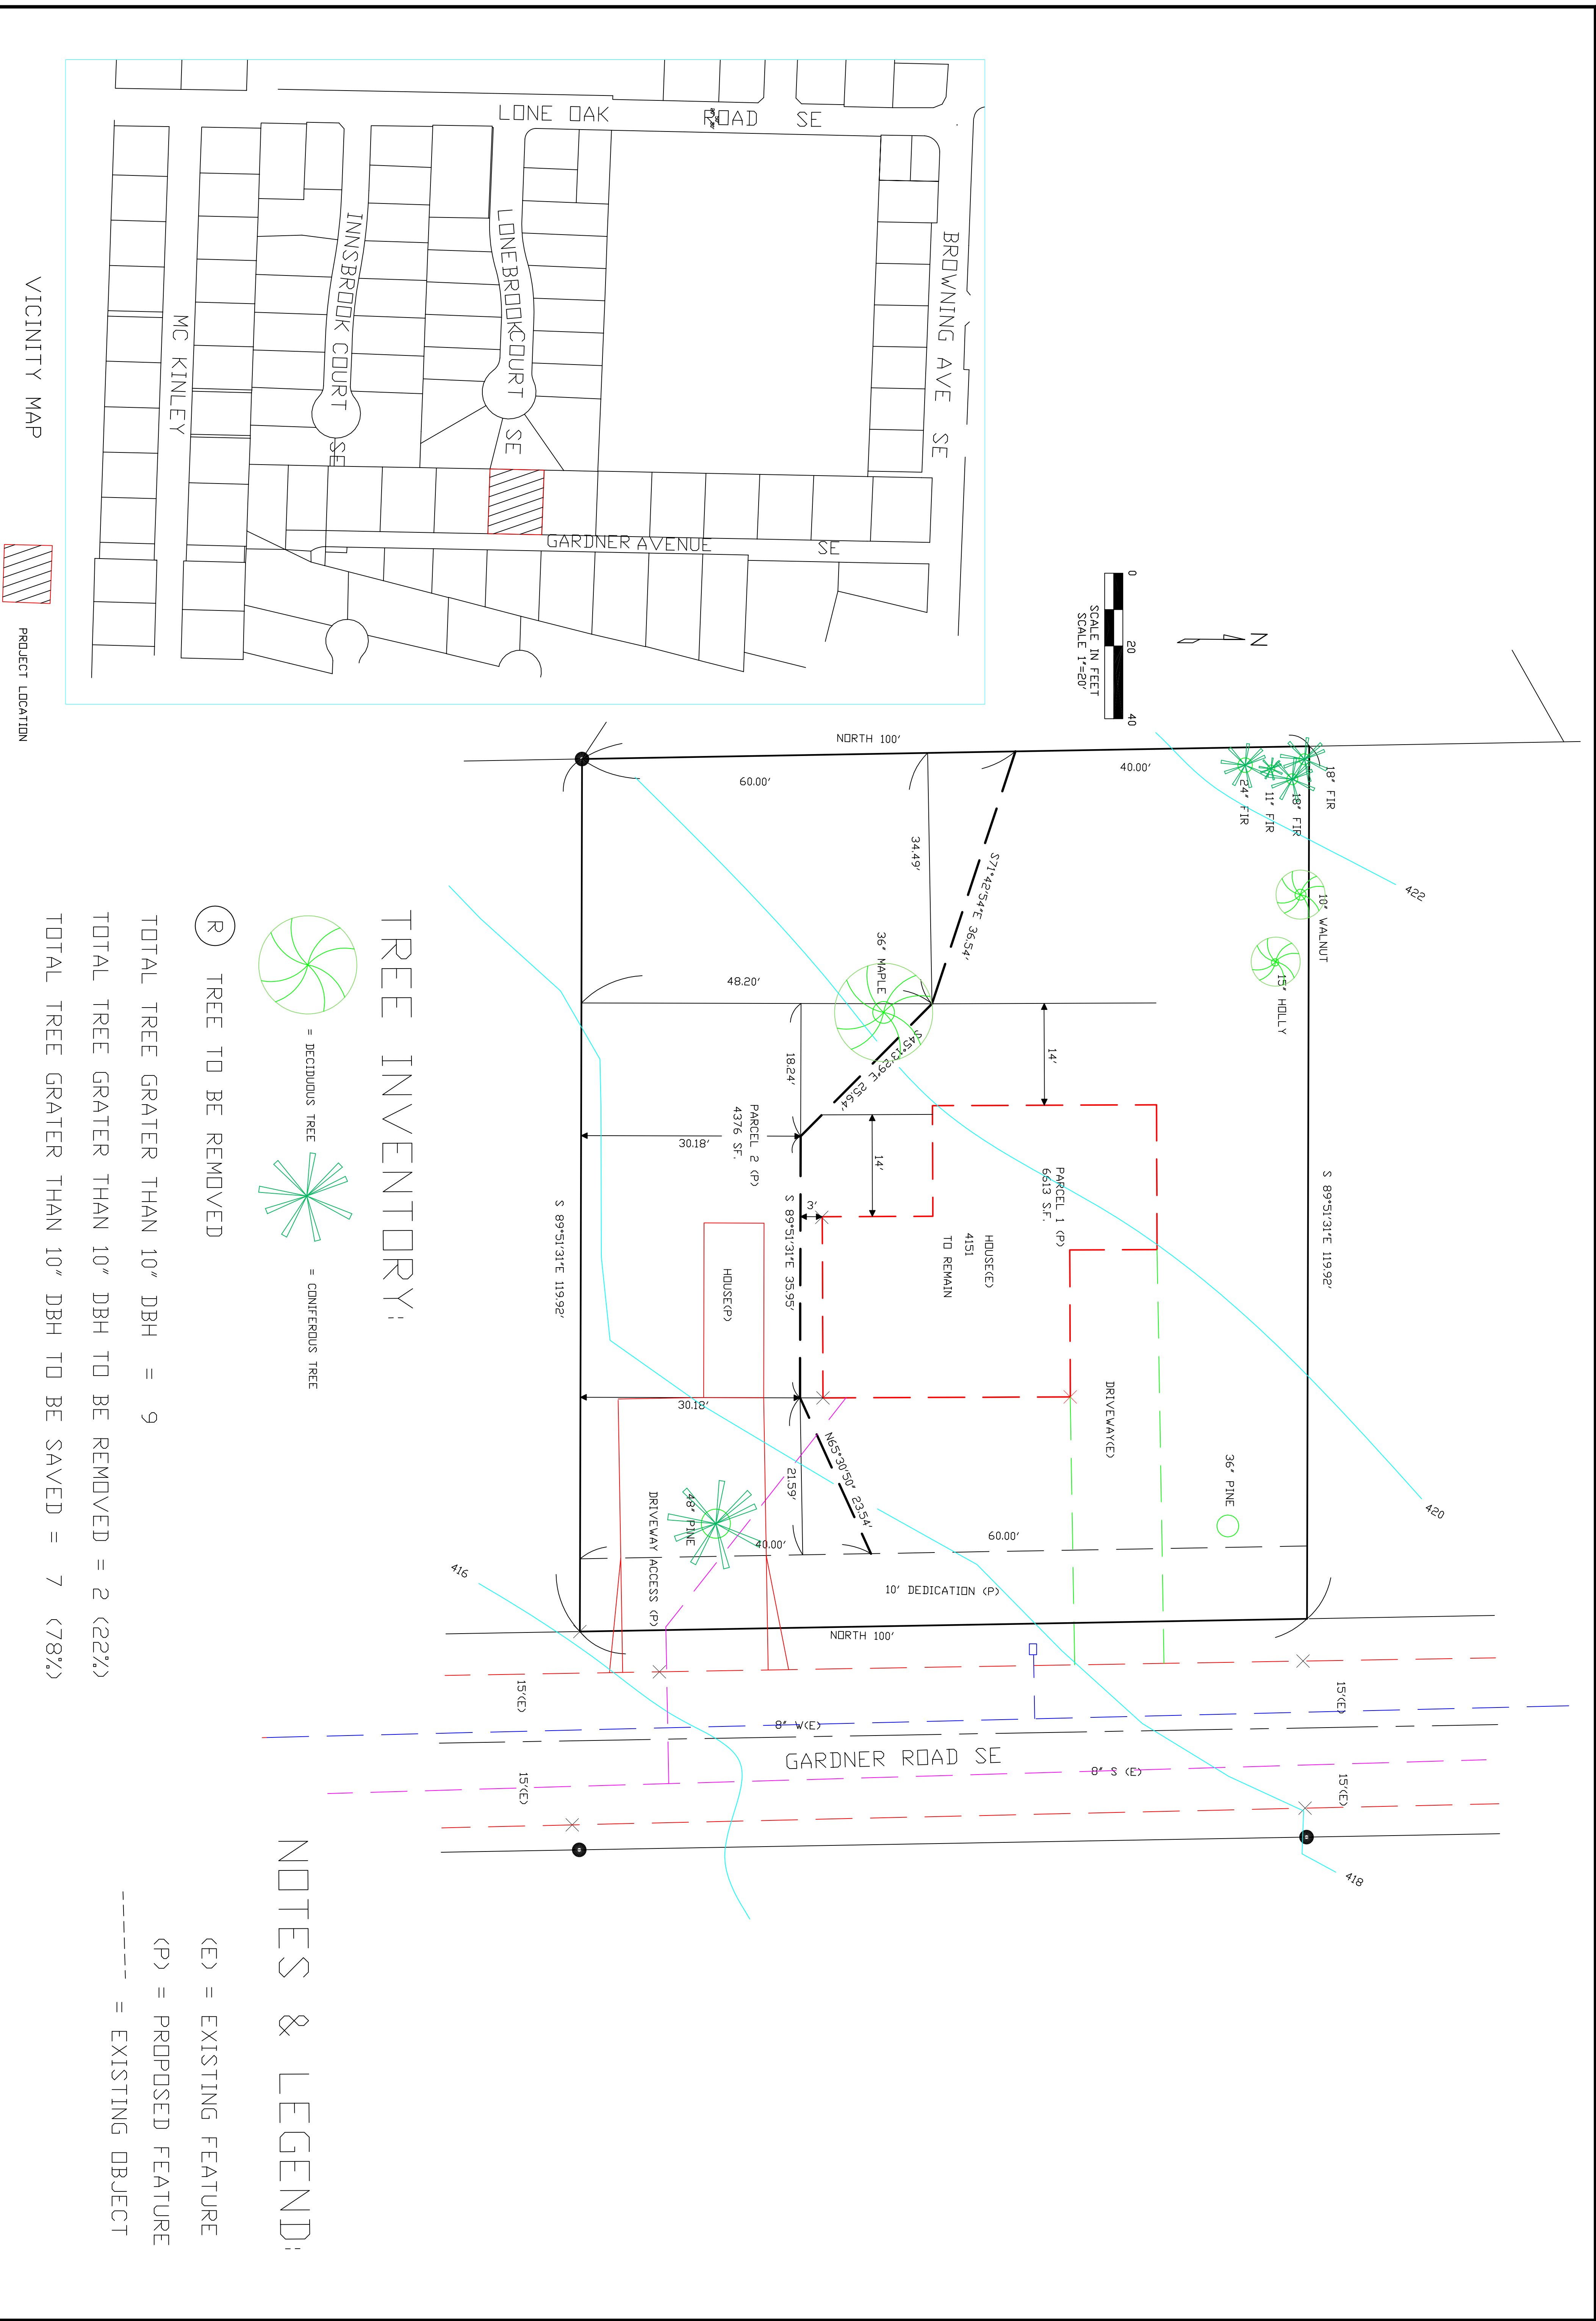 LONE OAK ROAD SE
BROWNING AVE SE
LONEBROOK COURT SE
INNSBROOK COURT SE
MC KINLEY
GARDNER AVENUE SE
VICINITY MAP
PROJECT LOCATION
N
0 20 40
SCALE IN FEET
SCALE 1"=20'
18" FIR
18" FIR
11" FIR
24" FIR
10" WALNUT
15" HOLLY
422
NORTH 100'
40.00'
60.00'
34.49'
S71°42'54"E 36.54'
36" MAPLE
48.20'
S45°13'29"E 25.64'
18.24'
14'
14'
PARCEL 2 (P)
4376 SF.
30.18'
PARCEL 1 (P)
6613 S.F.
S 89°51'31"E 119.92'
3'
S 89°51'31"E 35.95'
HOUSE(E)
4151
TO REMAIN
HOUSE(P)
S 89°51'31"E 119.92'
DRIVEWAY(E)
30.18'
N65°30'50" 23.54'
21.59'
36" PINE
48" PINE
DRIVEWAY ACCESS (P)
40.00'
60.00'
420
416
10' DEDICATION (P)
NORTH 100'
15'(E)
15'(E)
8" W(E)
GARDNER ROAD SE
8" S (E)
15'(E)
15'(E)
418
TREE INVENTORY:
= DECIDUOUS TREE
= CONIFEROUS TREE
R TREE TO BE REMOVED
TOTAL TREE GRATER THAN 10" DBH = 9
TOTAL TREE GRATER THAN 10" DBH TO BE REMOVED = 2 (22%)
TOTAL TREE GRATER THAN 10" DBH TO BE SAVED = 7 (78%)
NOTES & LEGEND:
(E) = EXISTING FEATURE
(P) = PROPOSED FEATURE
------ = EXISTING OBJECT